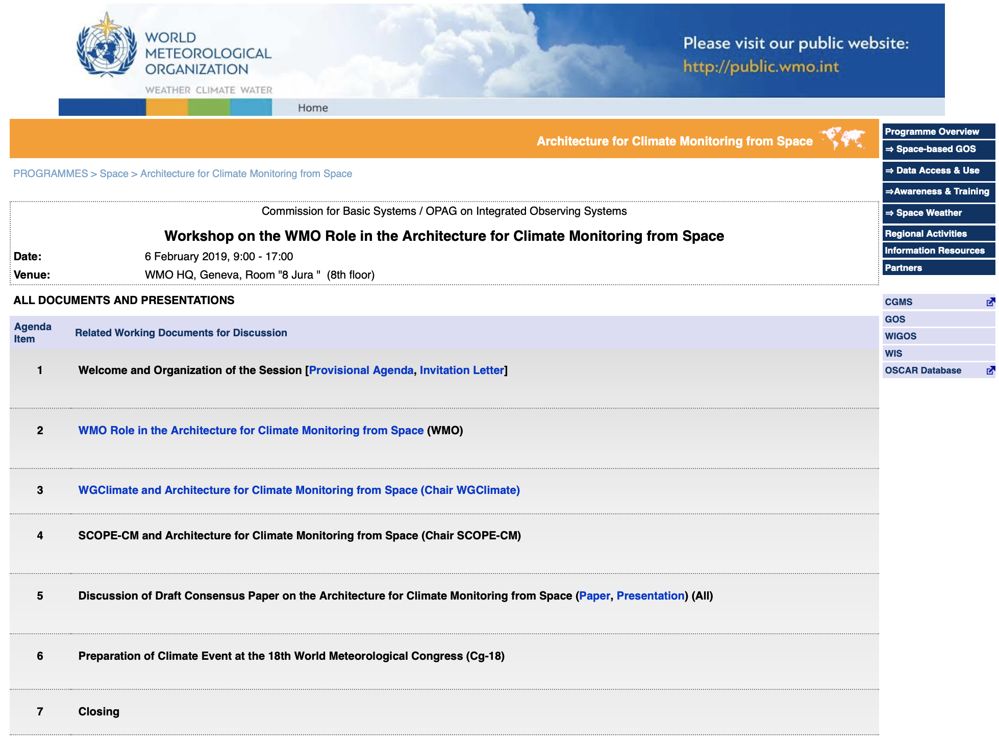 WORLD
METEOROLOGICAL
ORGANIZATION
WEATHER CLIMATE WATER
Please visit our public website:
http://public.wmo.int
Home
Architecture for Climate Monitoring from Space
PROGRAMMES > Space > Architecture for Climate Monitoring from Space
Commission for Basic Systems / OPAG on Integrated Observing Systems
Workshop on the WMO Role in the Architecture for Climate Monitoring from Space
Date: 6 February 2019, 9:00 - 17:00
Venue: WMO HQ, Geneva, Room "8 Jura " (8th floor)
ALL DOCUMENTS AND PRESENTATIONS
Agenda
Item
Related Working Documents for Discussion
1 Welcome and Organization of the Session [Provisional Agenda, Invitation Letter]
2 WMO Role in the Architecture for Climate Monitoring from Space (WMO)
3 WGClimate and Architecture for Climate Monitoring from Space (Chair WGClimate)
4 SCOPE-CM and Architecture for Climate Monitoring from Space (Chair SCOPE-CM)
5 Discussion of Draft Consensus Paper on the Architecture for Climate Monitoring from Space (Paper, Presentation) (All)
6 Preparation of Climate Event at the 18th World Meteorological Congress (Cg-18)
7 Closing
Programme Overview
⇒ Space-based GOS
⇒ Data Access & Use
⇒Awareness & Training
⇒ Space Weather
Regional Activities
Information Resources
Partners
CGMS
GOS
WIGOS
WIS
OSCAR Database